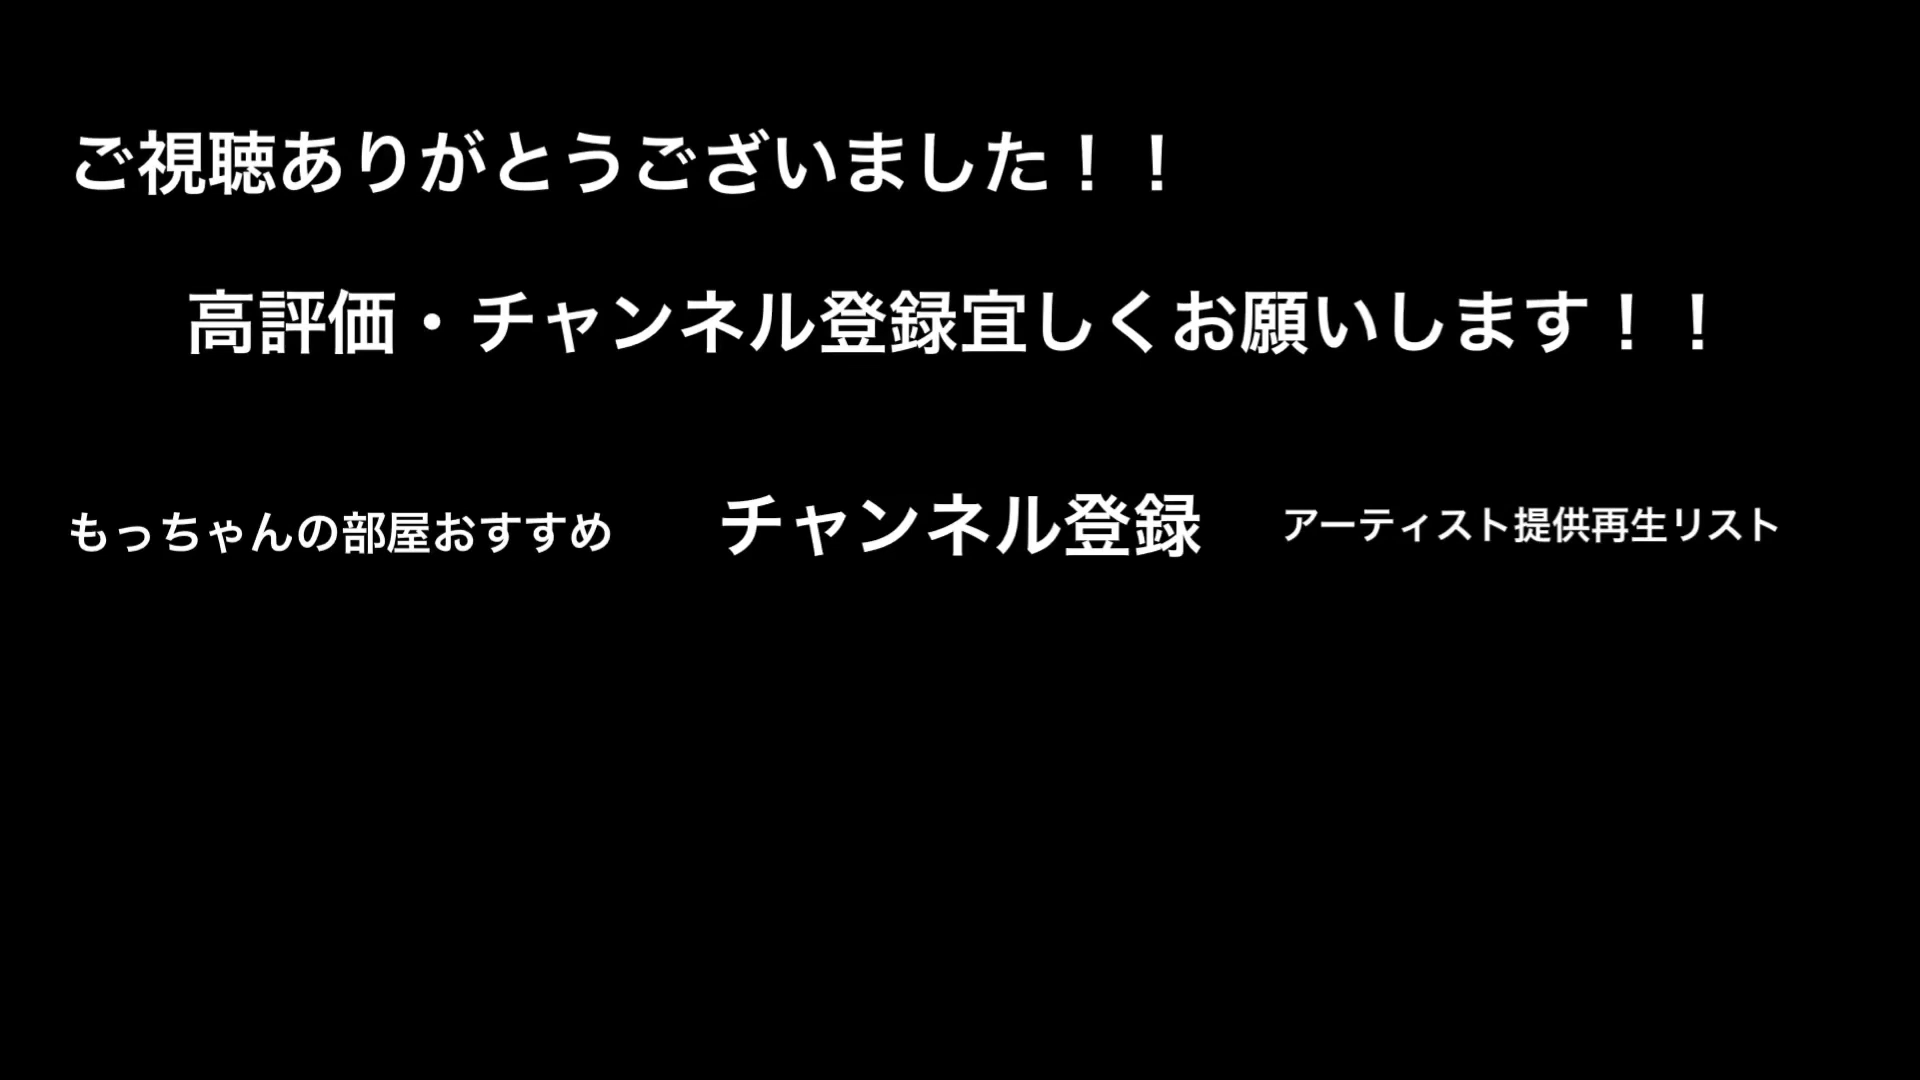 ご視聴ありがとうございました！！
高評価・チャンネル登録宜しくお願いします！！
もっちゃんの部屋おすすめ
チャンネル登録
アーティスト提供再生リスト